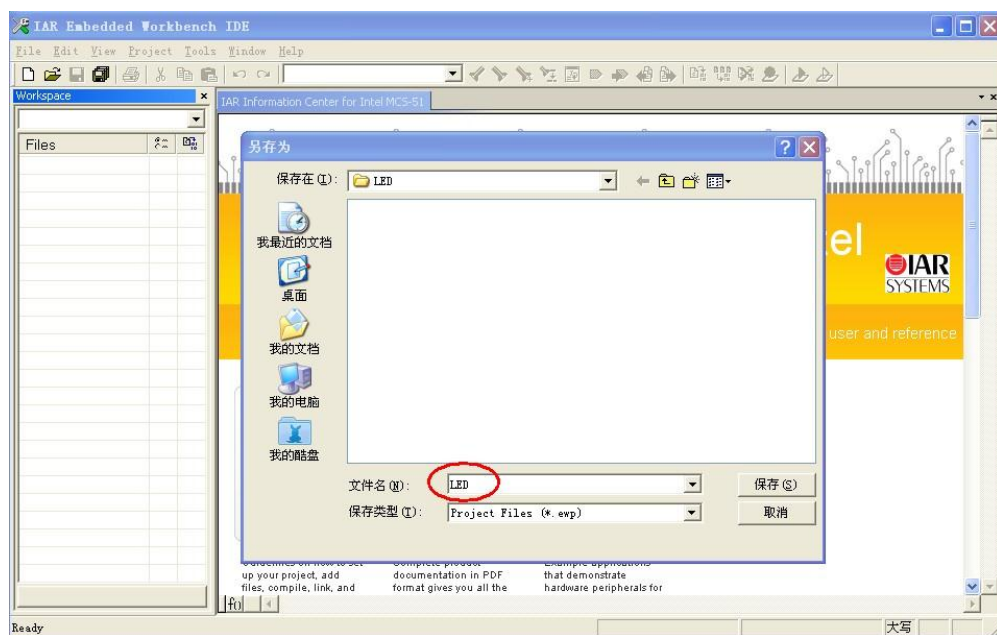 IAR Embedded Workbench IDE
File Edit View Project Tools Window Help
Workspace
IAR Information Center for Intel MCS-51
Files
另存为
保存在(I):
LED
我最近的文档
桌面
我的文档
我的电脑
我的酷盘
el
IAR
SYSTEMS
user and reference
文件名(N):
LED
保存(S)
保存类型(T):
Project Files (*.ewp)
取消
up your project, add
files, compile, link, and
documentation in PDF
format gives you all the
that demonstrate
hardware peripherals for
Ready
大写